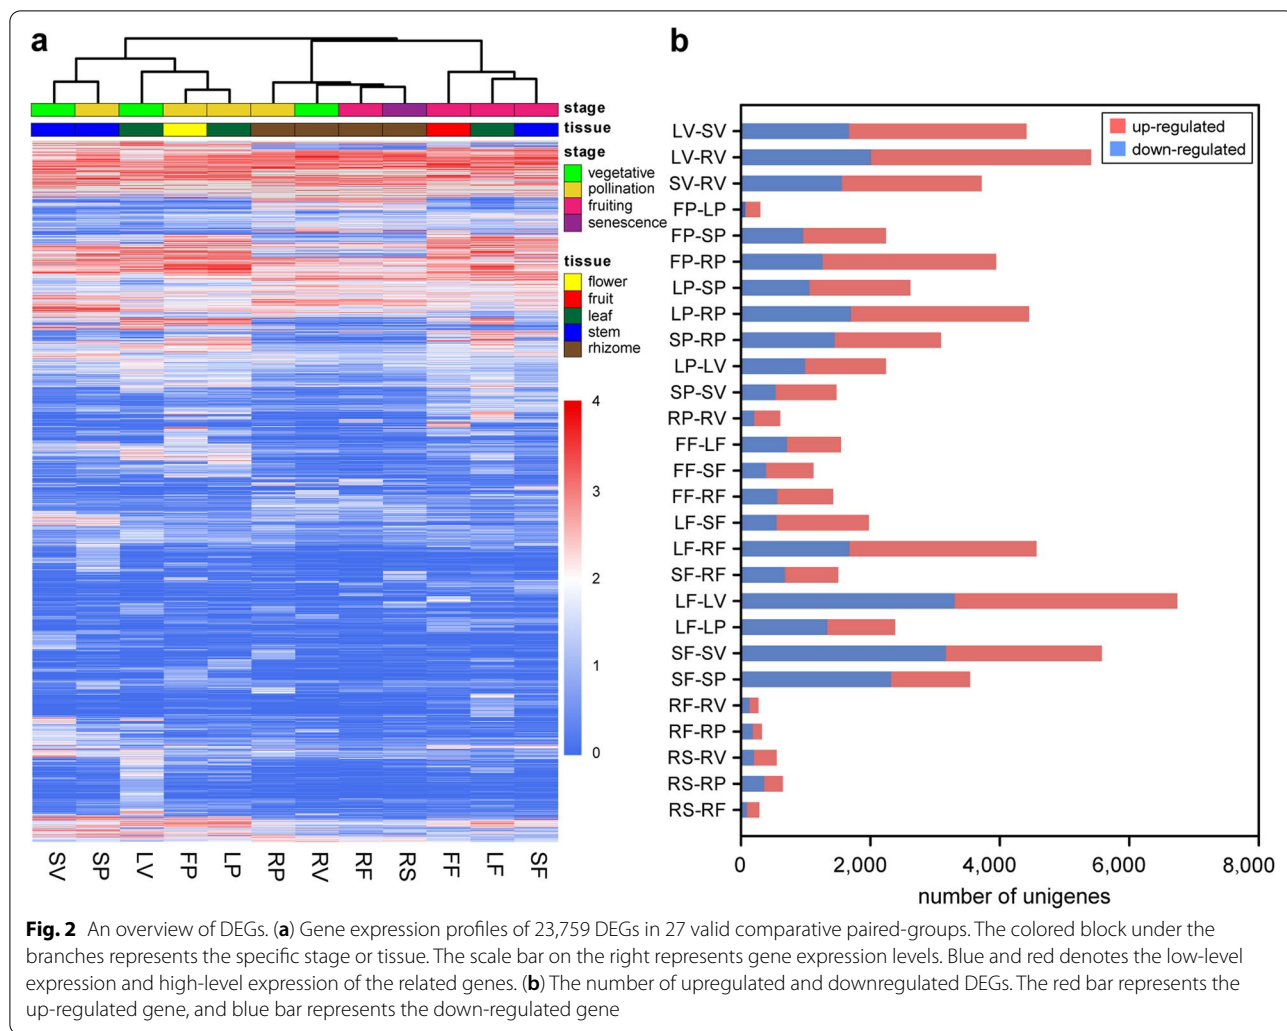 a
stage
tissue
stage
vegetative
pollination
fruiting
senescence
tissue
flower
fruit
leaf
stem
rhizome
4
3
2
1
0
SV SP LV FP LP RP RV RF RS FF LF SF
b
up-regulated
down-regulated
LV-SV
LV-RV
SV-RV
FP-LP
FP-SP
FP-RP
LP-SP
LP-RP
SP-RP
LP-LV
SP-SV
RP-RV
FF-LF
FF-SF
FF-RF
LF-SF
LF-RF
SF-RF
LF-LV
LF-LP
SF-SV
SF-SP
RF-RV
RF-RP
RS-RV
RS-RP
RS-RF
0 2,000 4,000 6,000 8,000
number of unigenes
Fig. 2 An overview of DEGs. (a) Gene expression profiles of 23,759 DEGs in 27 valid comparative paired-groups. The colored block under the
branches represents the specific stage or tissue. The scale bar on the right represents gene expression levels. Blue and red denotes the low-level
expression and high-level expression of the related genes. (b) The number of upregulated and downregulated DEGs. The red bar represents the
up-regulated gene, and blue bar represents the down-regulated gene